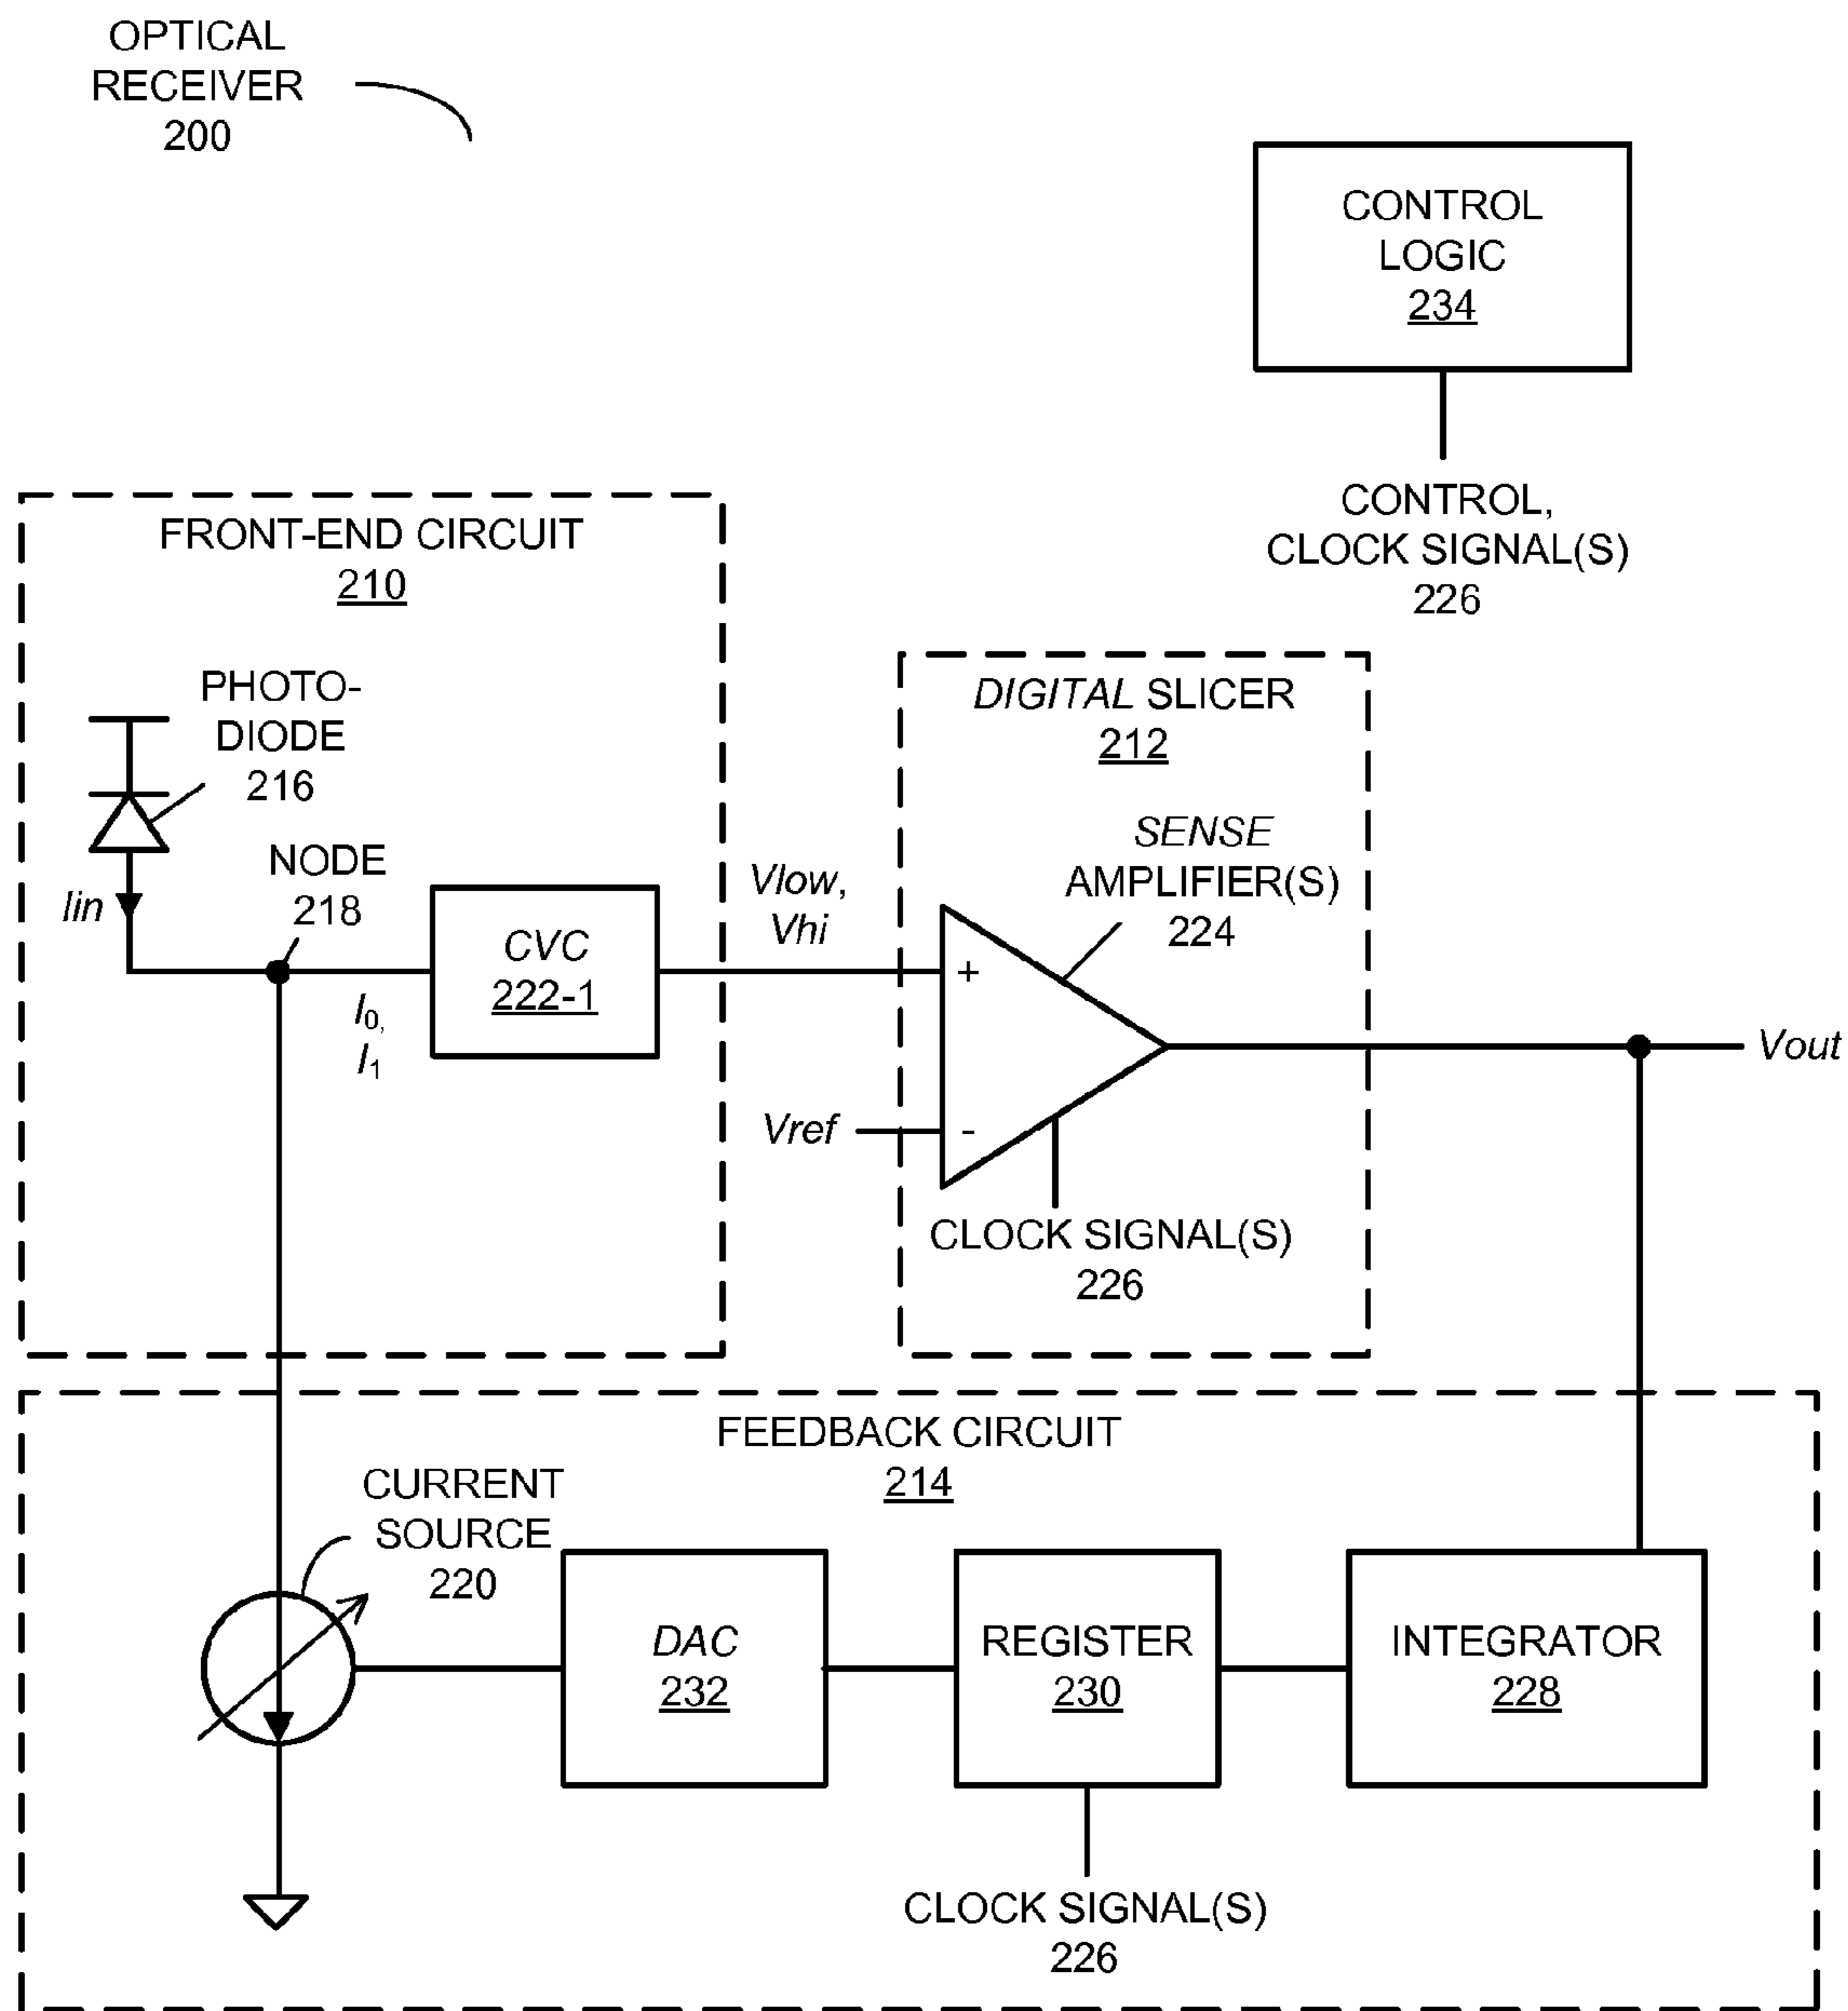 OPTICAL
RECEIVER
200
CONTROL
LOGIC
234
CONTROL,
CLOCK SIGNAL(S)
226
FRONT-END CIRCUIT
210
PHOTO-
DIODE
216
Iin
NODE
218
I0,
I1
CVC
222-1
Vlow,
Vhi
DIGITAL SLICER
212
SENSE
AMPLIFIER(S)
224
+
-
Vref
CLOCK SIGNAL(S)
226
Vout
FEEDBACK CIRCUIT
214
CURRENT
SOURCE
220
DAC
232
REGISTER
230
INTEGRATOR
228
CLOCK SIGNAL(S)
226